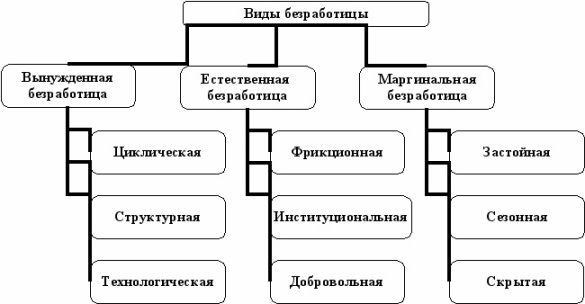 Виды безработицы
Вынужденная
безработица
Естественная
безработица
Маргинальная
безработица
Циклическая
Фрикционная
Застойная
Структурная
Институциональная
Сезонная
Технологическая
Добровольная
Скрытая